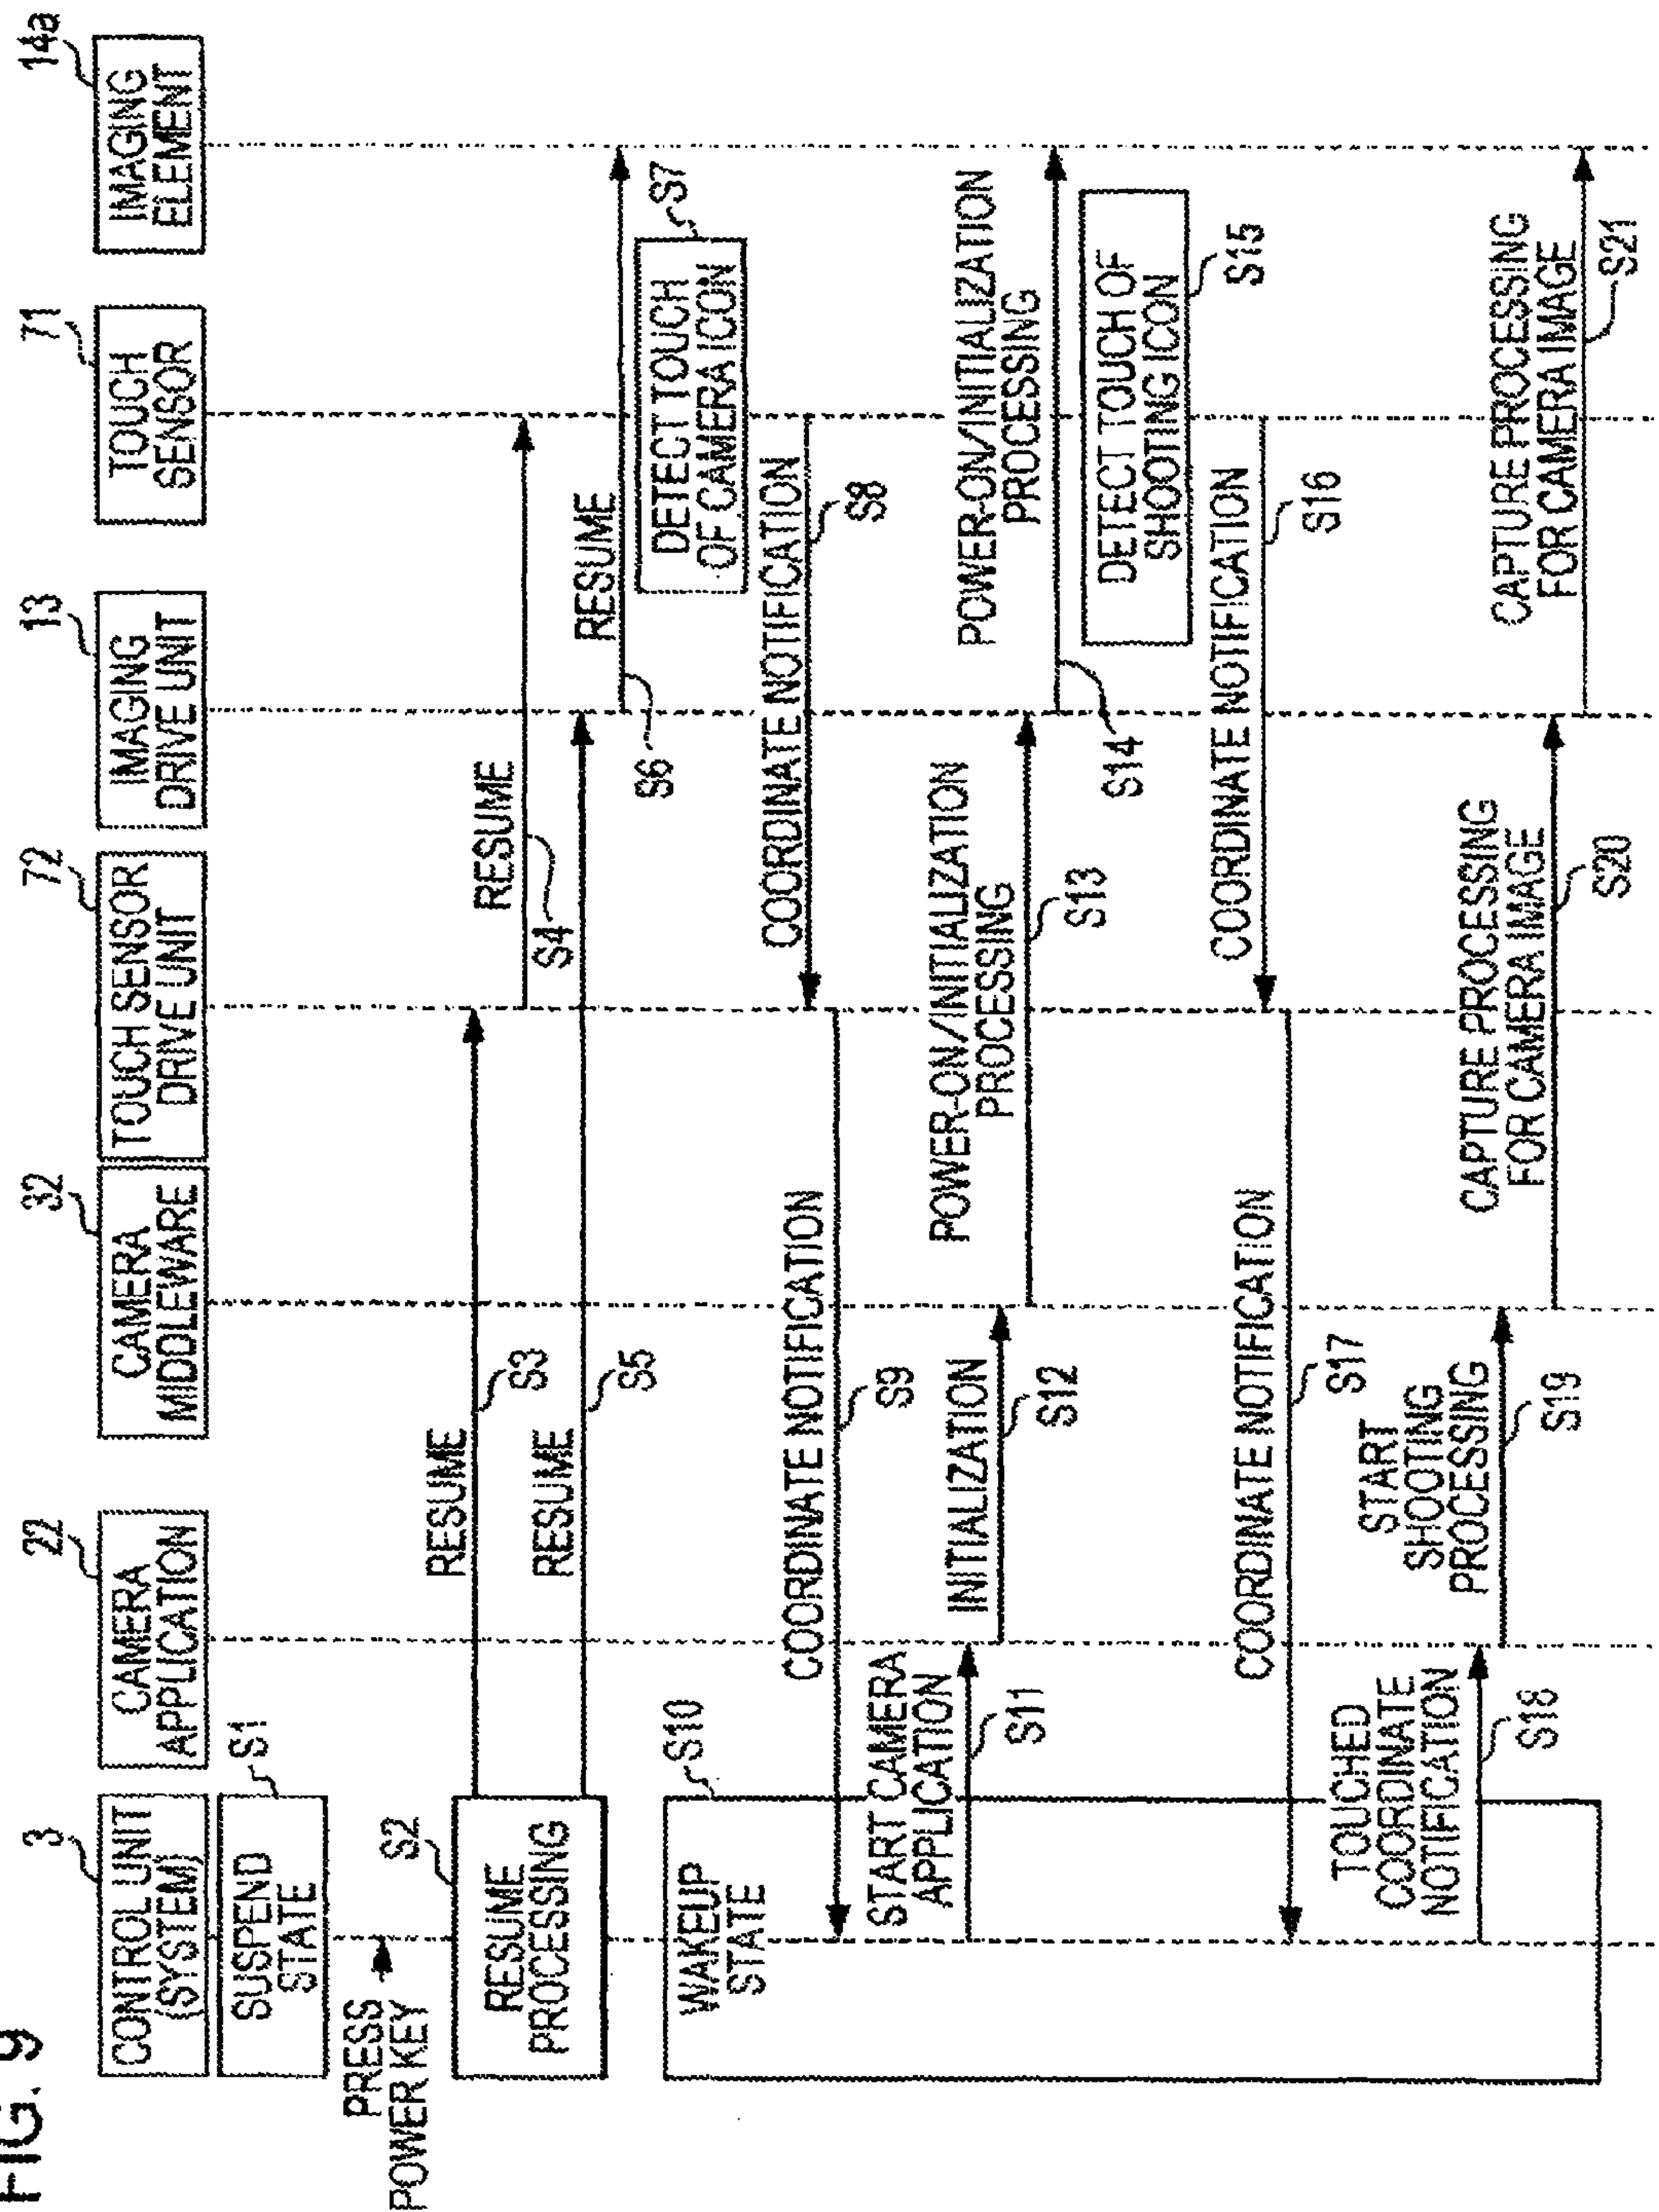 FIG. 9
3
CONTROL UNIT
(SYSTEM)
22
CAMERA
APPLICATION
32
CAMERA
MIDDLEWARE
72
TOUCH SENSOR
DRIVE UNIT
13
IMAGING
DRIVE UNIT
71
TOUCH
SENSOR
14a
IMAGING
ELEMENT
S1
SUSPEND
STATE
PRESS
POWER KEY
S2
RESUME
PROCESSING
RESUME
S3
RESUME
S4
RESUME
S5
RESUME
S6
S7
DETECT TOUCH
OF CAMERA ICON
COORDINATE NOTIFICATION
S8
COORDINATE NOTIFICATION
S9
S10
WAKEUP
STATE
START CAMERA
APPLICATION
S11
INITIALIZATION
S12
POWER-ON/INITIALIZATION
PROCESSING
S13
POWER-ON/INITIALIZATION
PROCESSING
S14
DETECT TOUCH OF
SHOOTING ICON
S15
COORDINATE NOTIFICATION
S16
COORDINATE NOTIFICATION
S17
TOUCHED
COORDINATE
NOTIFICATION
S18
START
SHOOTING
PROCESSING
S19
CAPTURE PROCESSING
FOR CAMERA IMAGE
S20
CAPTURE PROCESSING
FOR CAMERA IMAGE
S21